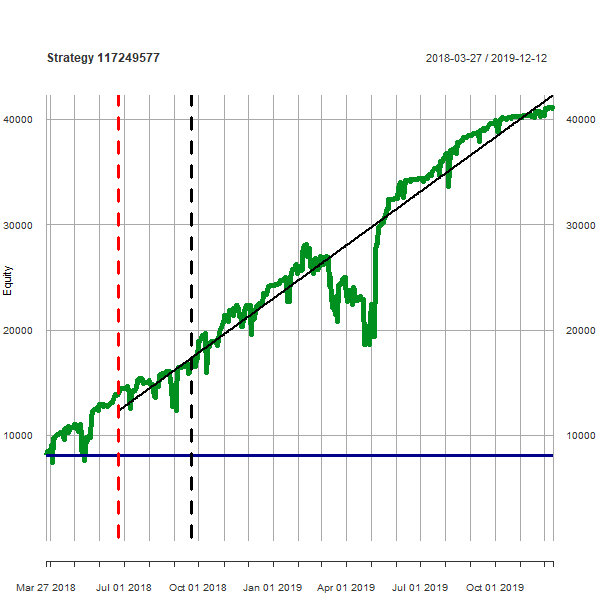 Strategy 117249577
2018-03-27 / 2019-12-12
40000
40000
30000
30000
Equity
20000
20000
10000
10000
Mar 27 2018
Jul 01 2018
Oct 01 2018
Jan 01 2019
Apr 01 2019
Jul 01 2019
Oct 01 2019